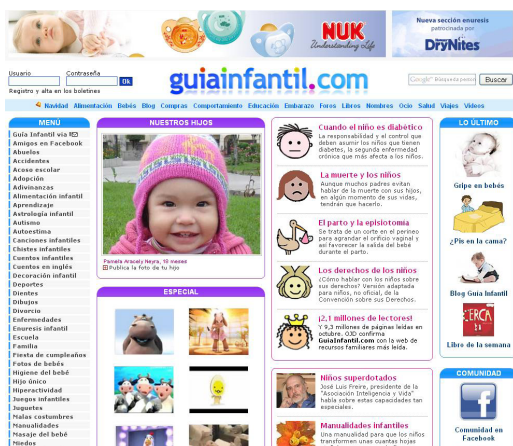 NUK
Understanding Life
Nueva sección enuresis
patrocinada por
DryNites
Usuario
Contraseña
Ok
Registro y alta en los boletines
guiainfantil.com
Google™ Búsqueda
Buscar
Navidad Alimentación Bebés Blog Compras Comportamiento Educación Embarazo Foros Libros Nombres Ocio Salud Viajes Vídeos
MENÚ
Guía Infantil vía
Amigos en Facebook
Abuelos
Accidentes
Acoso escolar
Adopción
Adivinanzas
Alimentación infantil
Aprendizaje
Astrología infantil
Autismo
Autoestima
Canciones infantiles
Chistes infantiles
Cuentos infantiles
Cuentos en inglés
Decoración infantil
Deportes
Dientes
Dibujos
Divorcio
Enfermedades
Enuresis infantil
Escuela
Familia
Fiesta de cumpleaños
Fotos de bebés
Higiene del bebé
Hijo único
Hiperactividad
Juegos infantiles
Juguetes
Malas costumbres
Manualidades
Masaje del bebé
Miedos
NUESTROS HIJOS
Pamela Aracely Neyra, 18 meses
Publica la foto de tu hijo
ESPECIAL
Cuando el niño es diabético
La responsabilidad y el control que
deben asumir los niños que tienen
diabetes, la segunda enfermedad
crónica que más afecta a los niños.
La muerte y los niños
Aunque muchos padres evitan
hablar de la muerte con sus hijos,
en algún momento de sus vidas,
tendrán que hacerlo.
El parto y la episiotomía
Se trata de un corte en el perineo
para agrandar el orificio vaginal y
así favorecer la salida del bebé
durante el parto.
Los derechos de los niños
¿Cómo hablar con los niños sobre
sus derechos? Versión adaptada
para niños, no oficial, de la
Convención sobre sus Derechos.
¡2,1 millones de lectores!
Y 9,3 millones de páginas leídas en
octubre. OJD confirma
GuiaInfantil.com con la web de
recursos familiares más leída.
Niños superdotados
José Luis Freire, presidente de la
"Asociación Inteligencia y Vida"
habla sobre estas capacidades tan
especiales.
Manualidades infantiles
Una manualidad para que los niños
transformen unas cuantas hojas
LO ÚLTIMO
Gripe en bebés
¿Pis en la cama?
Blog Guía Infantil
CERCA
Libro de la semana
COMUNIDAD
Comunidad en
Facebook